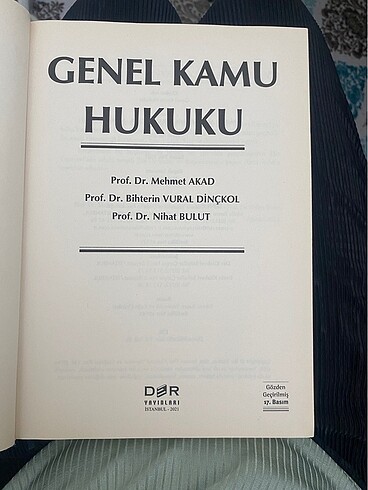 GENEL KAMU
HUKUKU
Prof. Dr. Mehmet AKAD
Prof. Dr. Bihterin VURAL DİNÇKOL
Prof. Dr. Nihat BULUT
DER
YAYINLARI
İSTANBUL - 2021
Gözden
Geçirilmiş
17. Basım